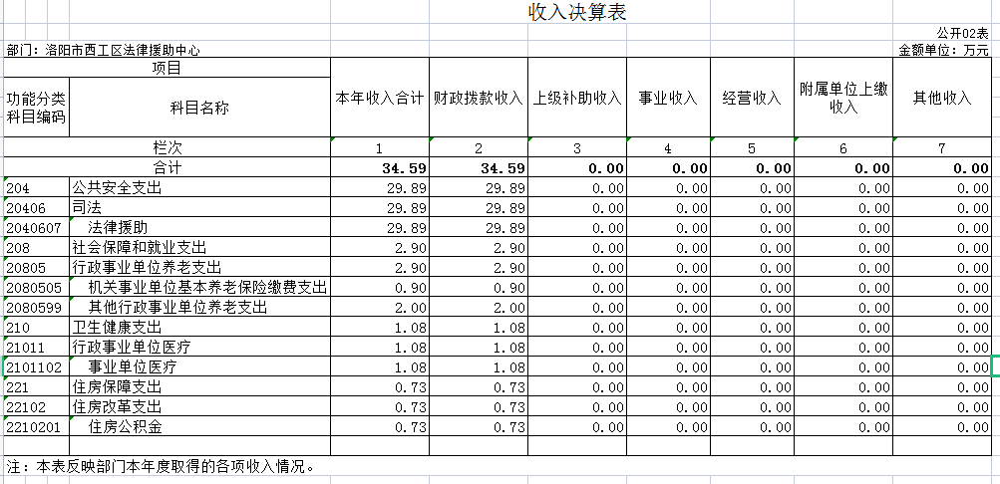 收入决算表
公开02表
部门：洛阳市西工区法律援助中心 金额单位：万元
项目 本年收入合计 财政拨款收入 上级补助收入 事业收入 经营收入 附属单位上缴收入 其他收入
功能分类科目编码 科目名称
栏次 1 2 3 4 5 6 7
合计 34.59 34.59 0.00 0.00 0.00 0.00 0.00
204 公共安全支出 29.89 29.89 0.00 0.00 0.00 0.00 0.00
20406 司法 29.89 29.89 0.00 0.00 0.00 0.00 0.00
2040607 法律援助 29.89 29.89 0.00 0.00 0.00 0.00 0.00
208 社会保障和就业支出 2.90 2.90 0.00 0.00 0.00 0.00 0.00
20805 行政事业单位养老支出 2.90 2.90 0.00 0.00 0.00 0.00 0.00
2080505 机关事业单位基本养老保险缴费支出 0.90 0.90 0.00 0.00 0.00 0.00 0.00
2080599 其他行政事业单位养老支出 2.00 2.00 0.00 0.00 0.00 0.00 0.00
210 卫生健康支出 1.08 1.08 0.00 0.00 0.00 0.00 0.00
21011 行政事业单位医疗 1.08 1.08 0.00 0.00 0.00 0.00 0.00
2101102 事业单位医疗 1.08 1.08 0.00 0.00 0.00 0.00 0.00
221 住房保障支出 0.73 0.73 0.00 0.00 0.00 0.00 0.00
22102 住房改革支出 0.73 0.73 0.00 0.00 0.00 0.00 0.00
2210201 住房公积金 0.73 0.73 0.00 0.00 0.00 0.00 0.00
注：本表反映部门本年度取得的各项收入情况。